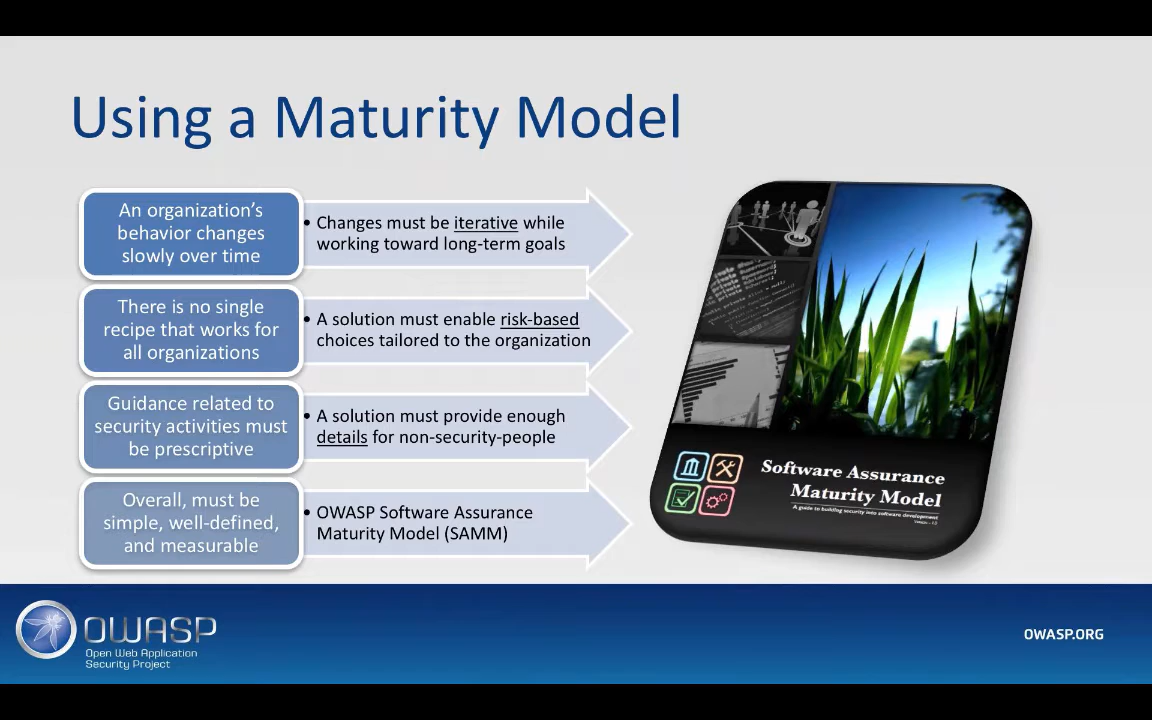 Using a Maturity Model
An organization's
behavior changes
slowly over time
• Changes must be iterative while
working toward long-term goals
There is no single
recipe that works for
all organizations
• A solution must enable risk-based
choices tailored to the organization
Guidance related to
security activities must
be prescriptive
• A solution must provide enough
details for non-security-people
Overall, must be
simple, well-defined,
and measurable
• OWASP Software Assurance
Maturity Model (SAMM)
Software Assurance
Maturity Model
A guide to building security into software development
OWASP
Open Web Application
Security Project
OWASP.ORG